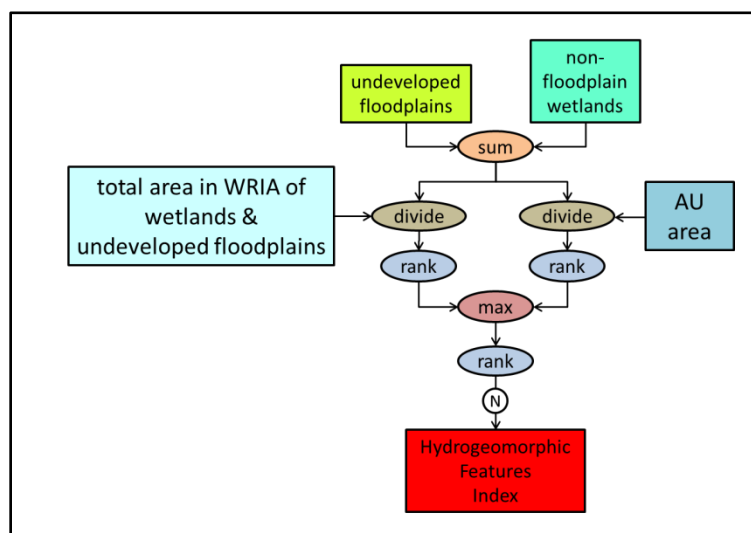 undeveloped
floodplains
non-
floodplain
wetlands
sum
total area in WRIA of
wetlands &
undeveloped floodplains
divide
divide
AU
area
rank
rank
max
rank
N
Hydrogeomorphic
Features
Index